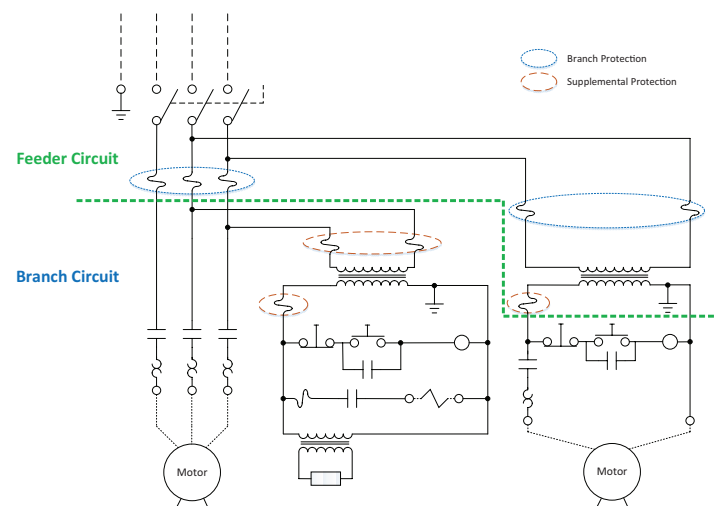 Branch Protection
Supplemental Protection
Feeder Circuit
Branch Circuit
Motor
Motor